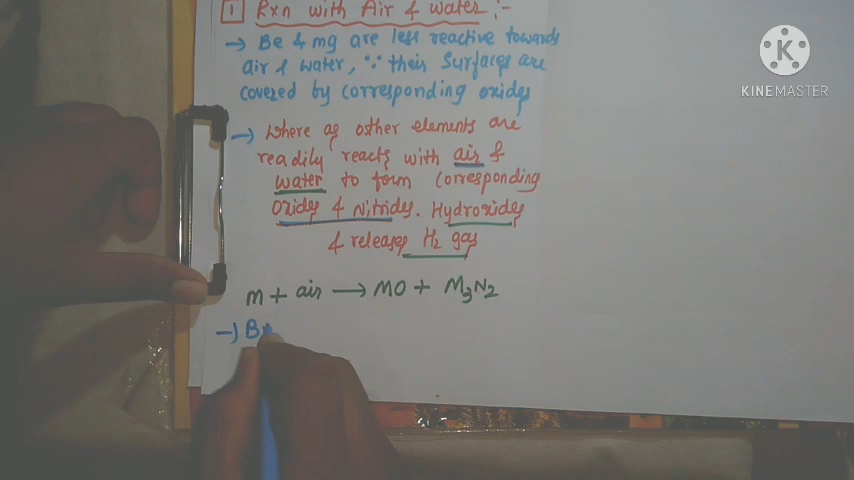 1 Rxn with Air & water :-
→ Be & mg are less reactive towards
air & water, ∵ their surfaces are
covered by corresponding oxides
→ Where as other elements are
readily reacts with air &
water to form corresponding
Oxides & Nitrides. Hydroxides
& releases H2 gas
m + air → MO + M3N2
→ B
K
KINEMASTER